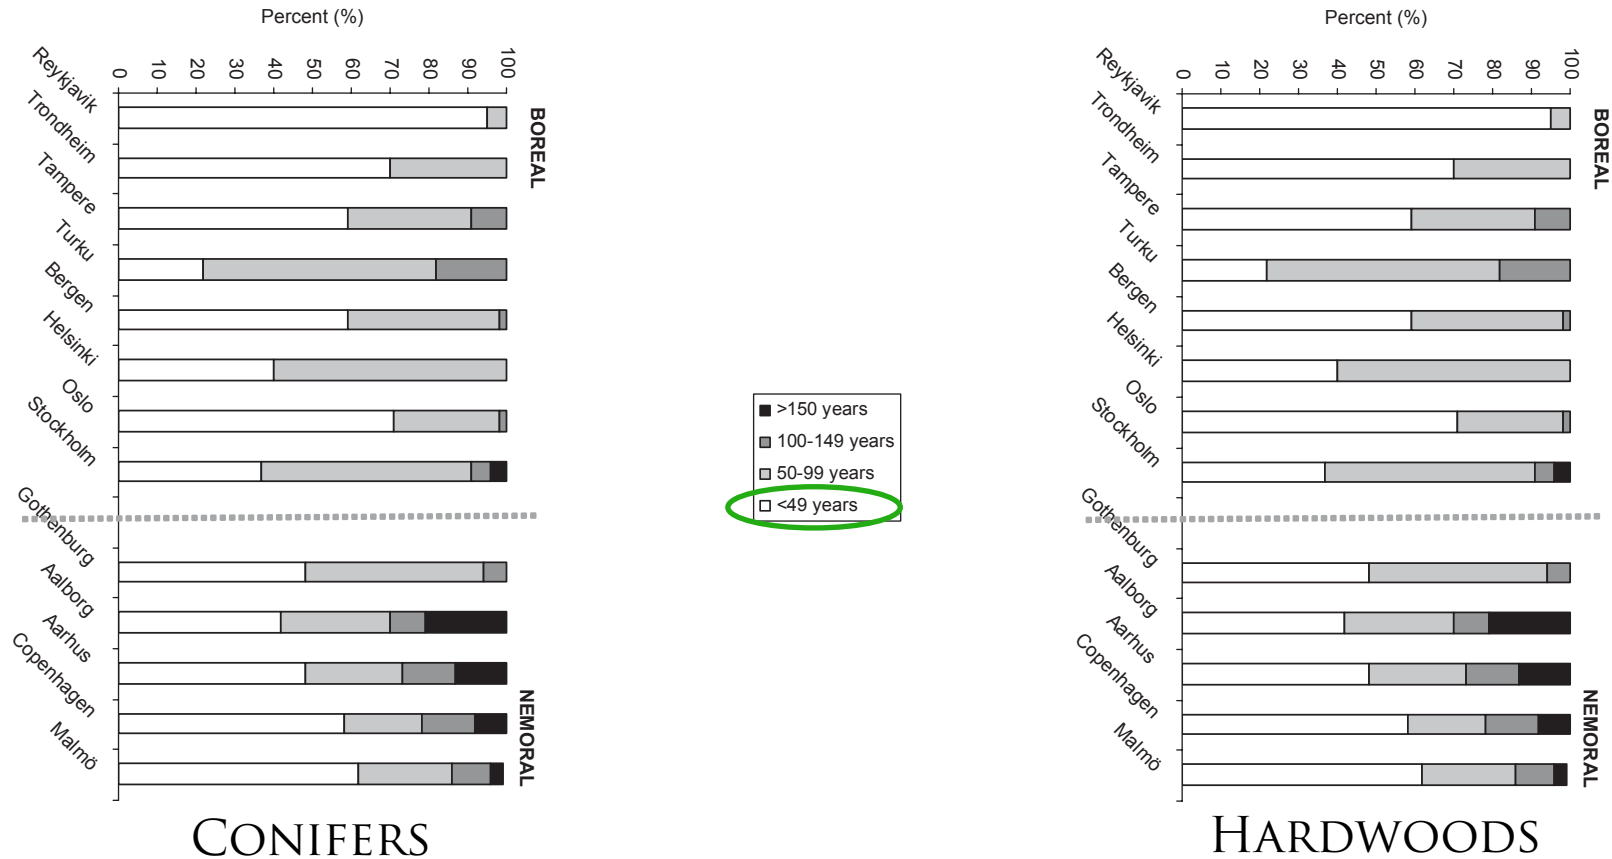 Percent (%)
0 10 20 30 40 50 60 70 80 90 100
BOREAL
Reykjavik
Trondheim
Tampere
Turku
Bergen
Helsinki
Oslo
Stockholm
Gothenburg
Aalborg
Aarhus
Copenhagen
Malmö
NEMORAL
CONIFERS
>150 years
100-149 years
50-99 years
<49 years
Percent (%)
0 10 20 30 40 50 60 70 80 90 100
BOREAL
Reykjavik
Trondheim
Tampere
Turku
Bergen
Helsinki
Oslo
Stockholm
Gothenburg
Aalborg
Aarhus
Copenhagen
Malmö
NEMORAL
HARDWOODS